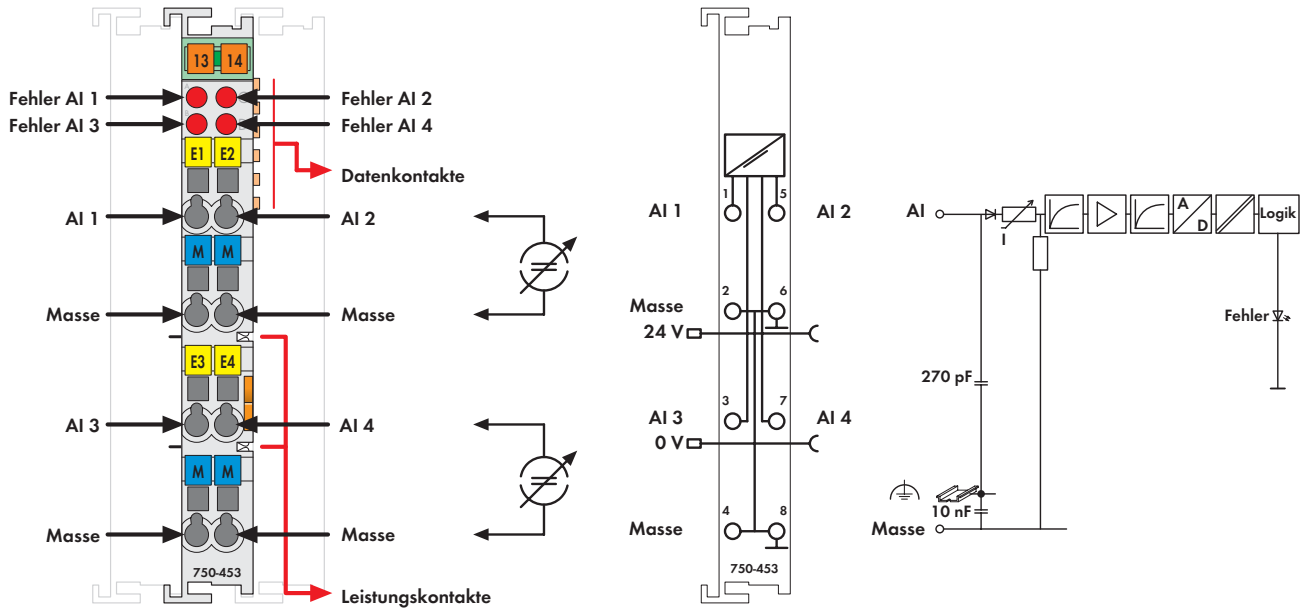 13 14
Fehler AI 1
Fehler AI 2
Fehler AI 3
Fehler AI 4
E1 E2
Datenkontakte
AI 1
AI 2
M M
Masse
Masse
E3 E4
AI 3
AI 4
M M
Masse
Masse
750-453
Leistungskontakte
1 5
AI 1
AI 2
2 6
Masse
24 V
3 7
AI 3
AI 4
0 V
4 8
Masse
750-453
AI
I
A
D
Logik
Fehler
270 pF
10 nF
Masse